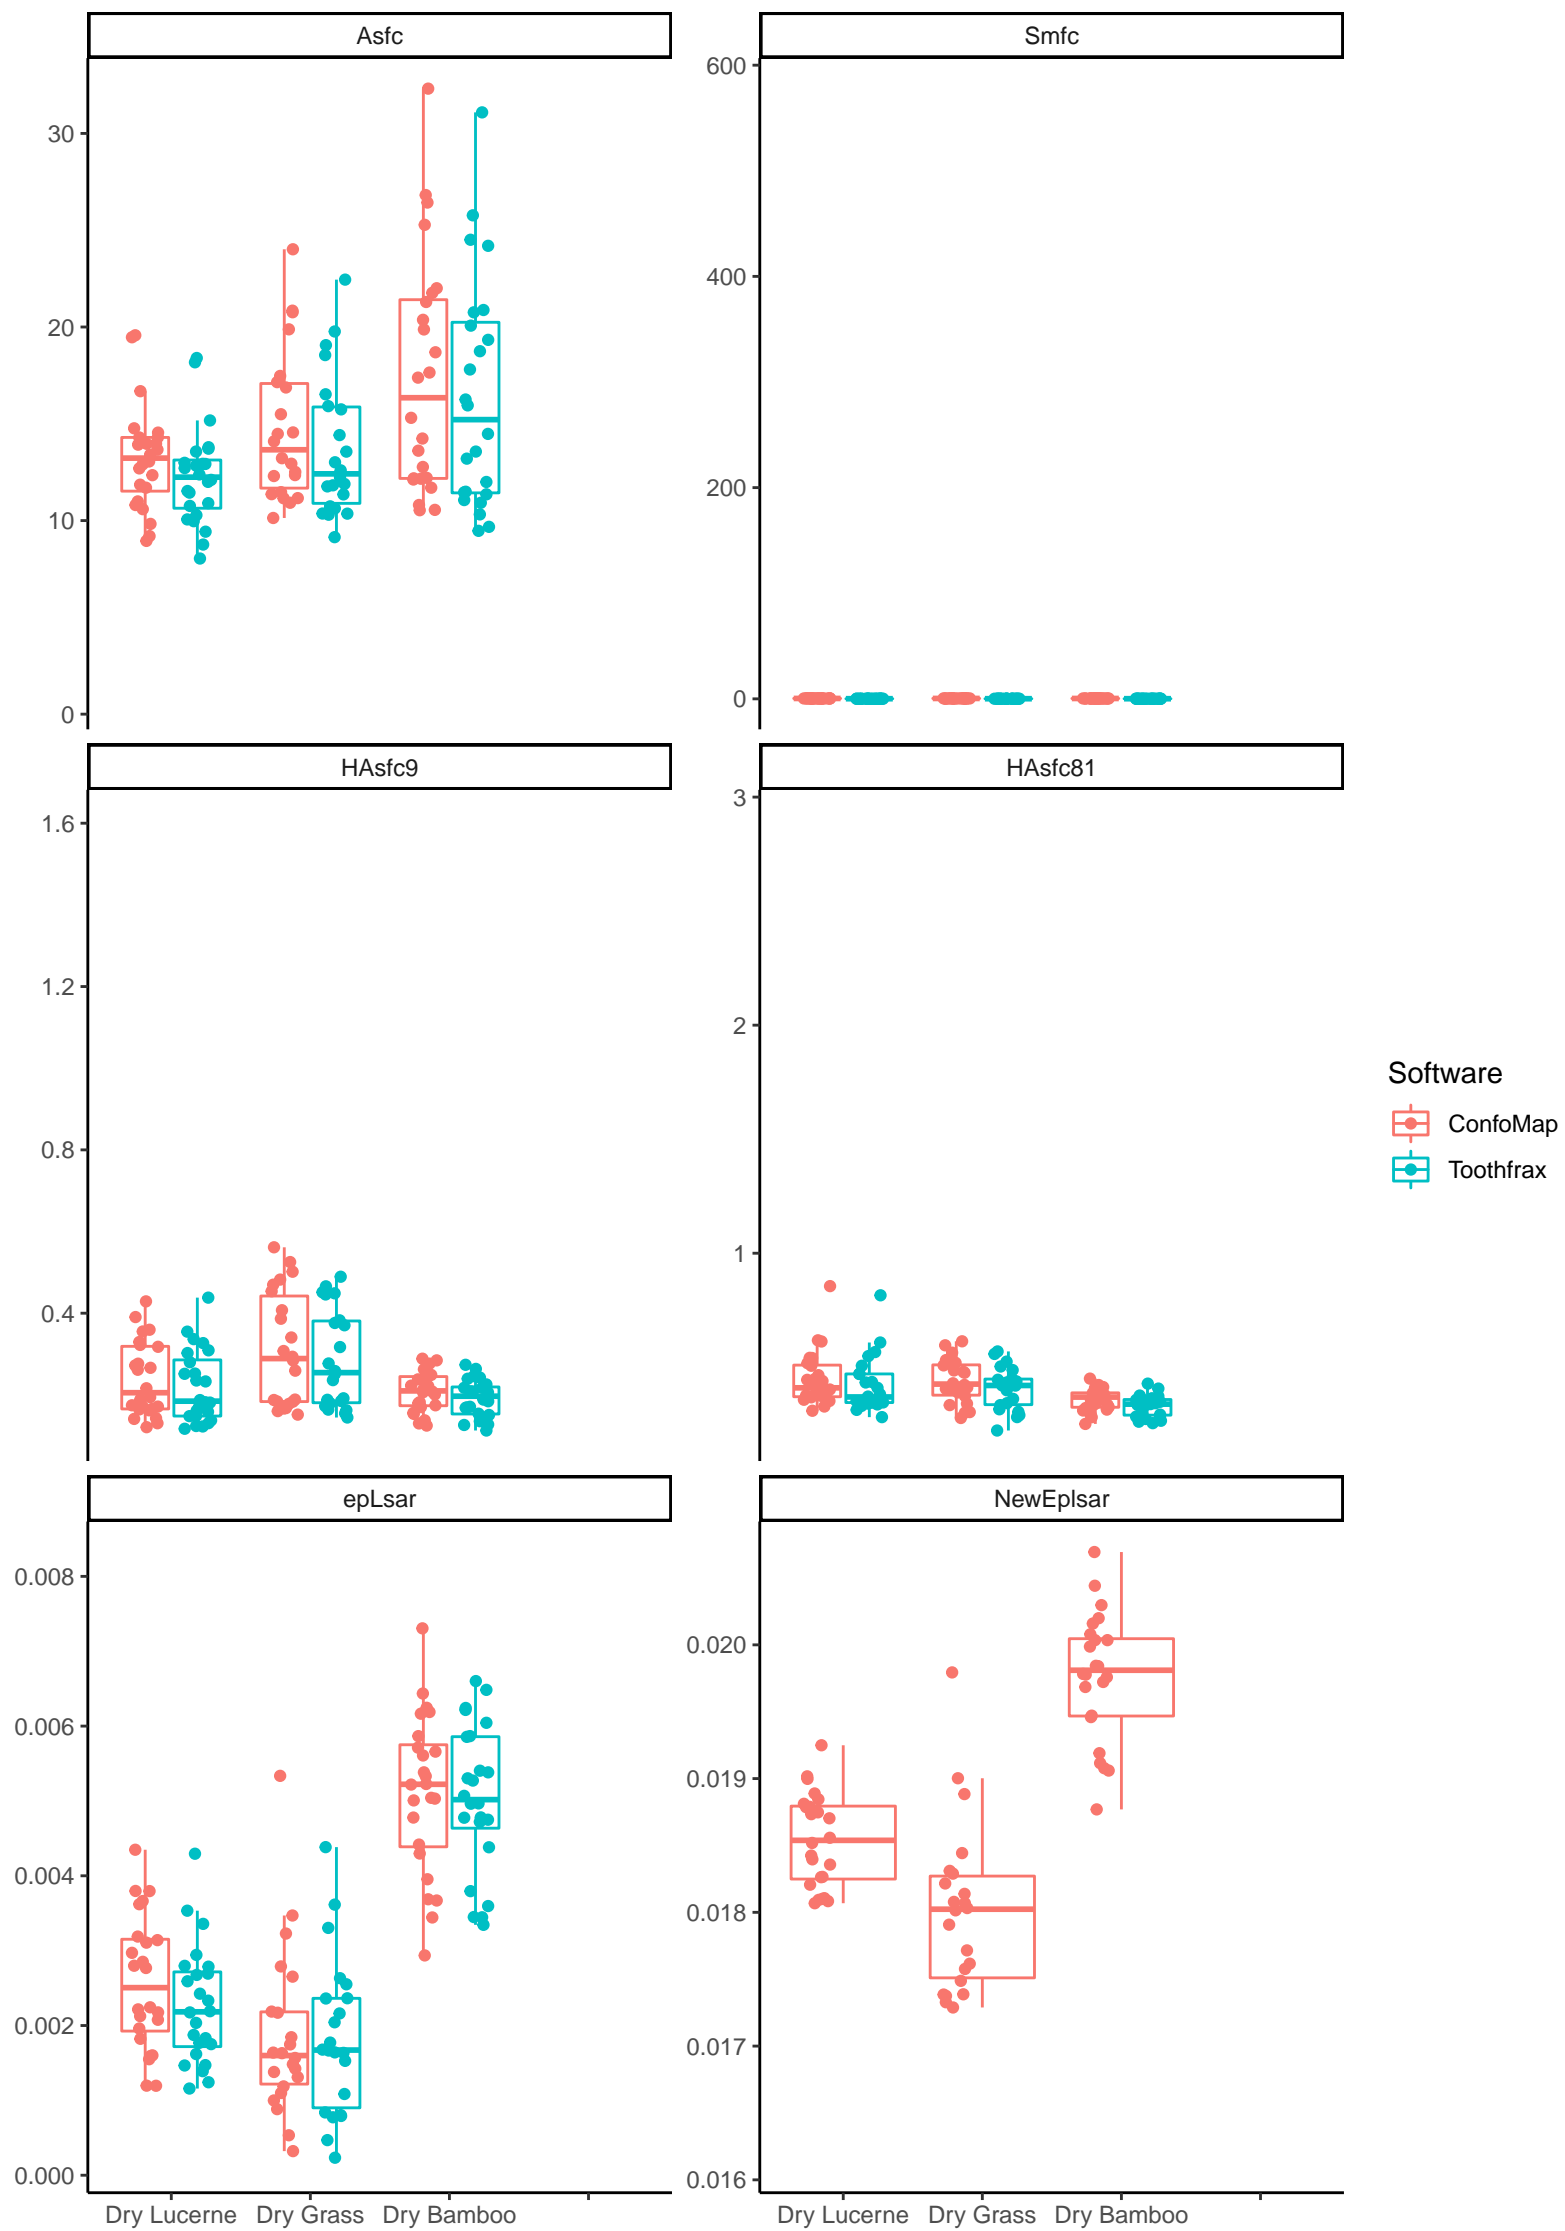 Asfc
Smfc
30
20
10
0
600
400
200
0
HAsfc9
HAsfc81
1.6
1.2
0.8
0.4
3
2
1
Software
ConfoMap
Toothfrax
epLsar
NewEplsar
0.008
0.006
0.004
0.002
0.000
0.020
0.019
0.018
0.017
0.016
Dry Lucerne Dry Grass Dry Bamboo
Dry Lucerne Dry Grass Dry Bamboo